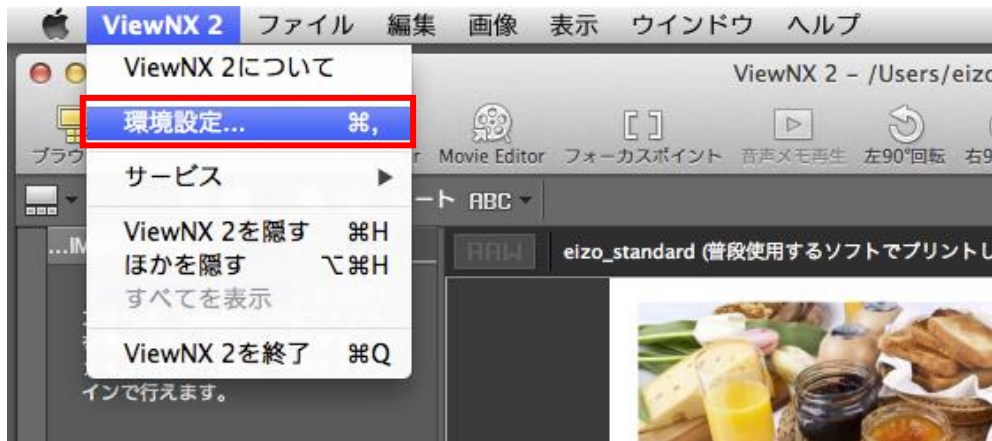 ViewNX 2 ファイル 編集 画像 表示 ウインドウ ヘルプ
ViewNX 2について
ViewNX 2 – /Users/eizo
環境設定... ⌘,
Movie Editor フォーカスポイント 音声メモ再生 左90°回転 右9
サービス ▶
ABC
ViewNX 2を隠す ⌘H
ほかを隠す ⌥⌘H
すべてを表示
RAW eizo_standard (普段使用するソフトでプリントし
ViewNX 2を終了 ⌘Q
インで行えます。